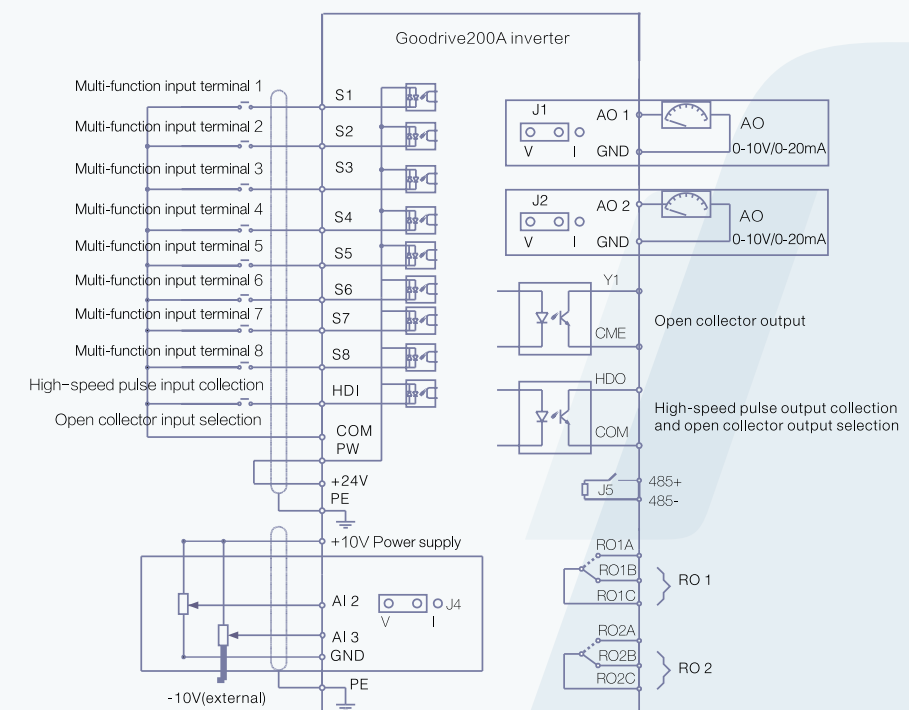 Goodrive200A inverter
Multi-function input terminal 1
S1
Multi-function input terminal 2
S2
Multi-function input terminal 3
S3
Multi-function input terminal 4
S4
Multi-function input terminal 5
S5
Multi-function input terminal 6
S6
Multi-function input terminal 7
S7
Multi-function input terminal 8
S8
High-speed pulse input collection
HDI
Open collector input selection
COM
PW
+24V
PE
+10V Power supply
AI 2
J4
V
I
AI 3
GND
-10V(external)
PE
J1
AO 1
AO
V
I
GND
0-10V/0-20mA
J2
AO 2
AO
V
I
GND
0-10V/0-20mA
Y1
CME
Open collector output
HDO
COM
High-speed pulse output collection
and open collector output selection
J5
485+
485-
RO1A
RO1B
RO1C
RO 1
RO2A
RO2B
RO2C
RO 2